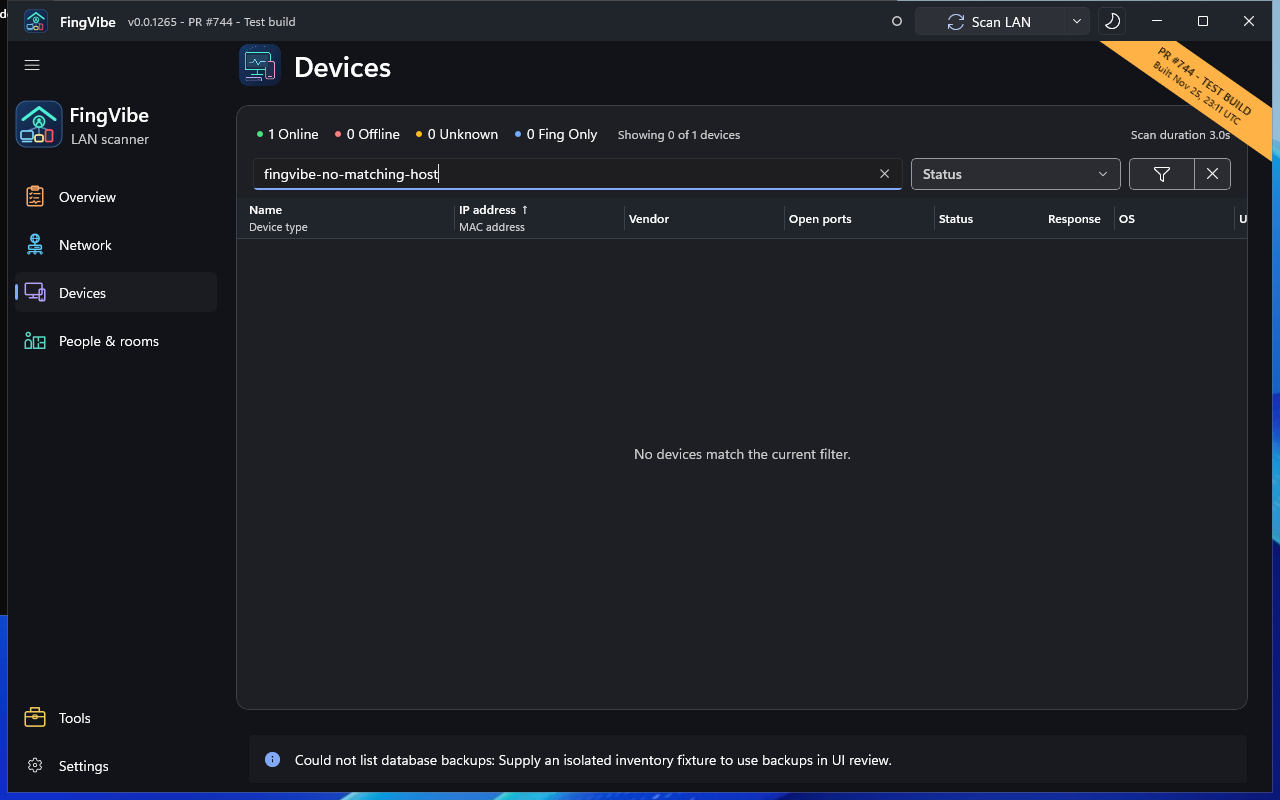 FingVibe v0.0.1265 - PR #744 - Test build
Scan LAN
PR #744 - TEST BUILD
Built Nov 25, 23:11 UTC
Devices
FingVibe
LAN scanner
Overview
Network
Devices
People & rooms
Tools
Settings
1 Online 0 Offline 0 Unknown 0 Fing Only Showing 0 of 1 devices Scan duration 3.0s
fingvibe-no-matching-host
Status
Name IP address ↑ Vendor Open ports Status Response OS U
Device type MAC address
No devices match the current filter.
Could not list database backups: Supply an isolated inventory fixture to use backups in UI review.